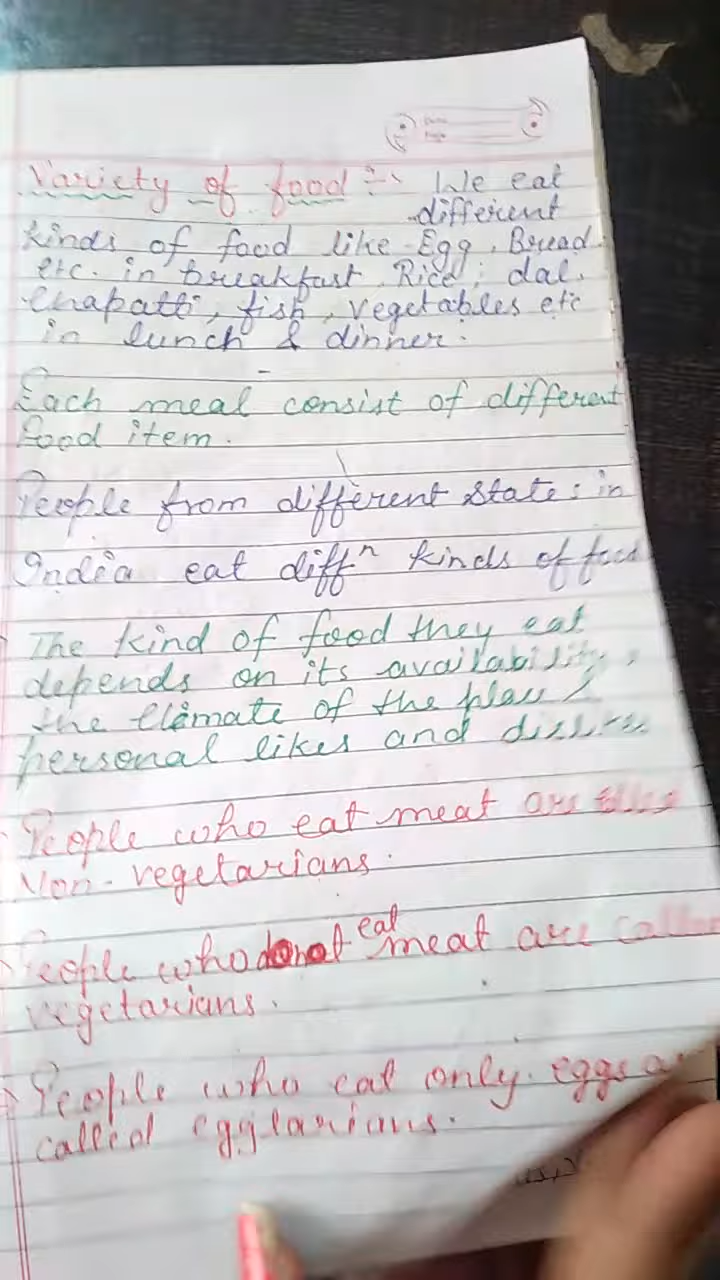 Variety of food :- We eat
different
kinds of food like Egg, Bread
etc. in breakfast, Rice, dal,
Chapatti, fish, vegetables etc
in lunch & dinner.
Each meal consist of different
food item.
People from different states in
India eat diffⁿ kinds of food
The kind of food they eat
depends on its availability,
the climate of the place &
personal likes and
People who eat meat are
Non-vegetarians.
People who donot eat meat are called
vegetarians.
People who eat only eggs
called eggtarians.